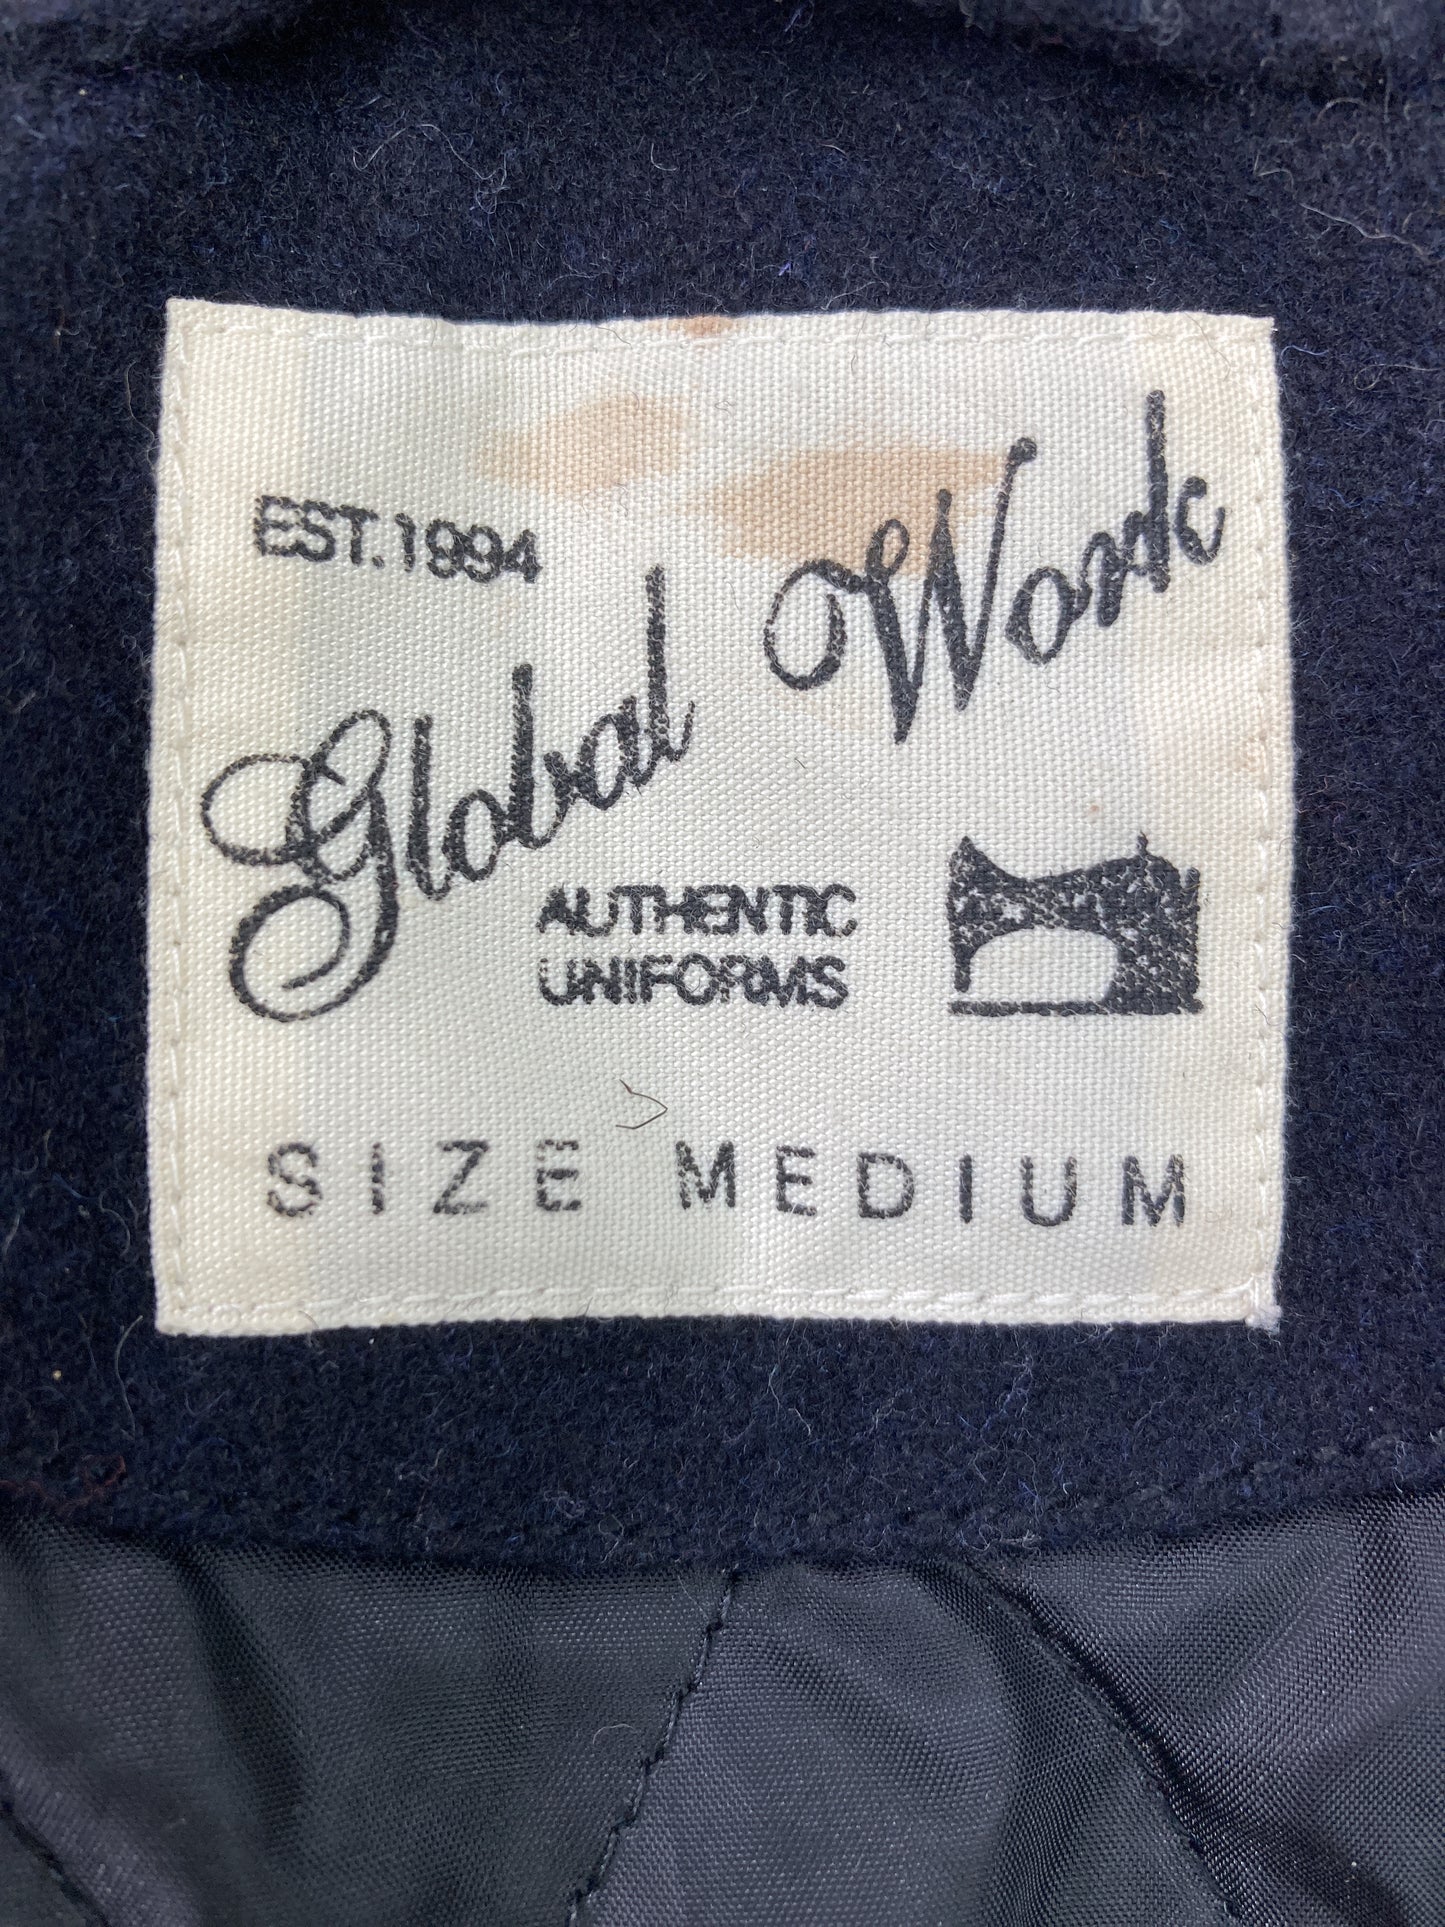 EST.1994
Global Work
AUTHENTIC
UNIFORMS
SIZE MEDIUM